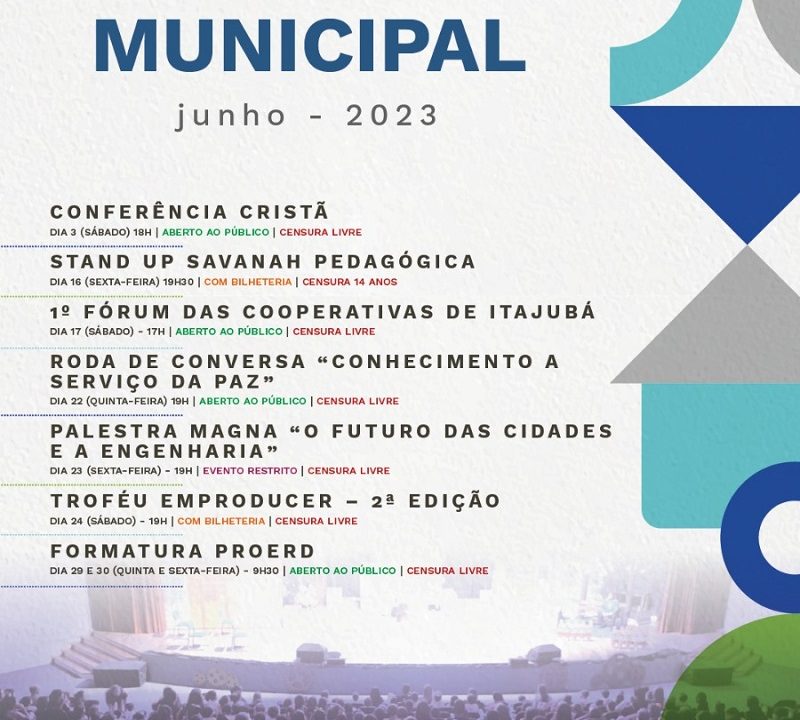 MUNICIPAL
junho - 2023
CONFERÊNCIA CRISTÃ
DIA 3 (SÁBADO) 18H | ABERTO AO PÚBLICO | CENSURA LIVRE
STAND UP SAVANAH PEDAGÓGICA
DIA 16 (SEXTA-FEIRA) 19H30 | COM BILHETERIA | CENSURA 14 ANOS
1º FÓRUM DAS COOPERATIVAS DE ITAJUBÁ
DIA 17 (SÁBADO) - 17H | ABERTO AO PÚBLICO | CENSURA LIVRE
RODA DE CONVERSA “CONHECIMENTO A
SERVIÇO DA PAZ”
DIA 22 (QUINTA-FEIRA) 19H | ABERTO AO PÚBLICO | CENSURA LIVRE
PALESTRA MAGNA “O FUTURO DAS CIDADES
E A ENGENHARIA”
DIA 23 (SEXTA-FEIRA) - 19H | EVENTO RESTRITO | CENSURA LIVRE
TROFÉU EMPRODUCER – 2ª EDIÇÃO
DIA 24 (SÁBADO) - 19H | COM BILHETERIA | CENSURA LIVRE
FORMATURA PROERD
DIA 29 E 30 (QUINTA E SEXTA-FEIRA) - 9H30 | ABERTO AO PÚBLICO | CENSURA LIVRE